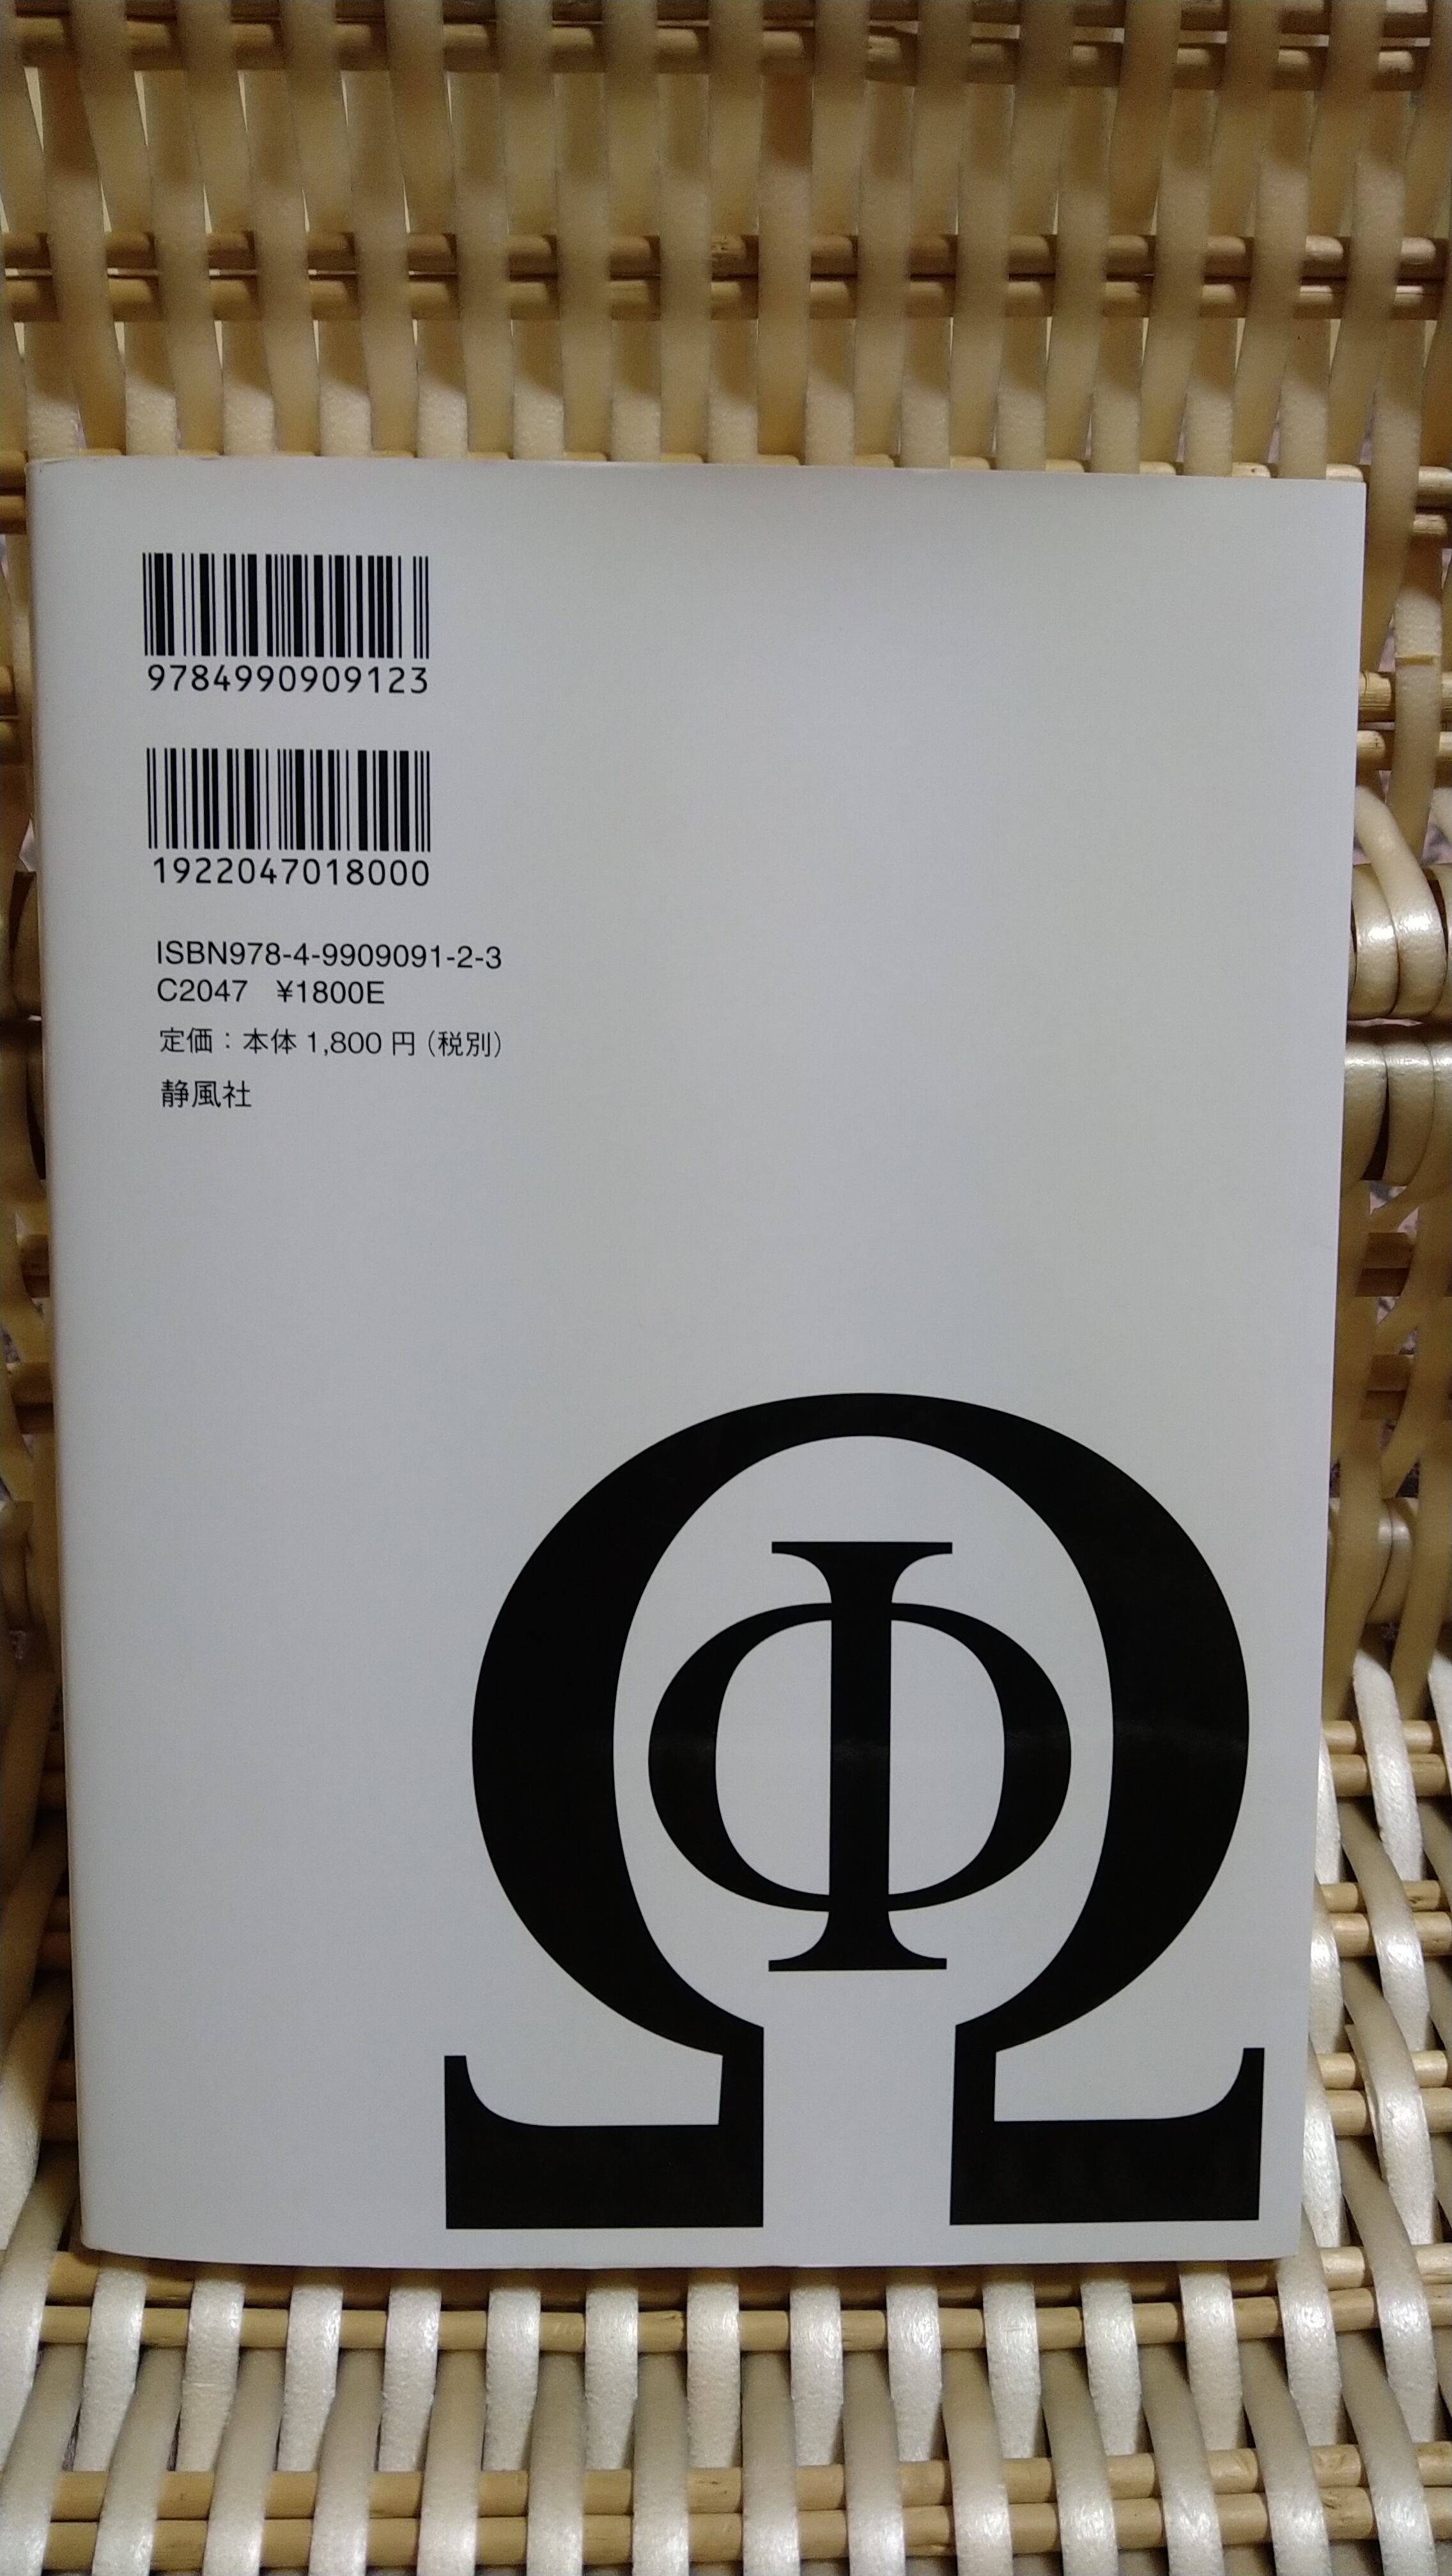 9784990909123
1922047018000
ISBN978-4-9909091-2-3
C2047 ¥1800E
定価：本体 1,800 円（税別）
静風社
Ω
Φ